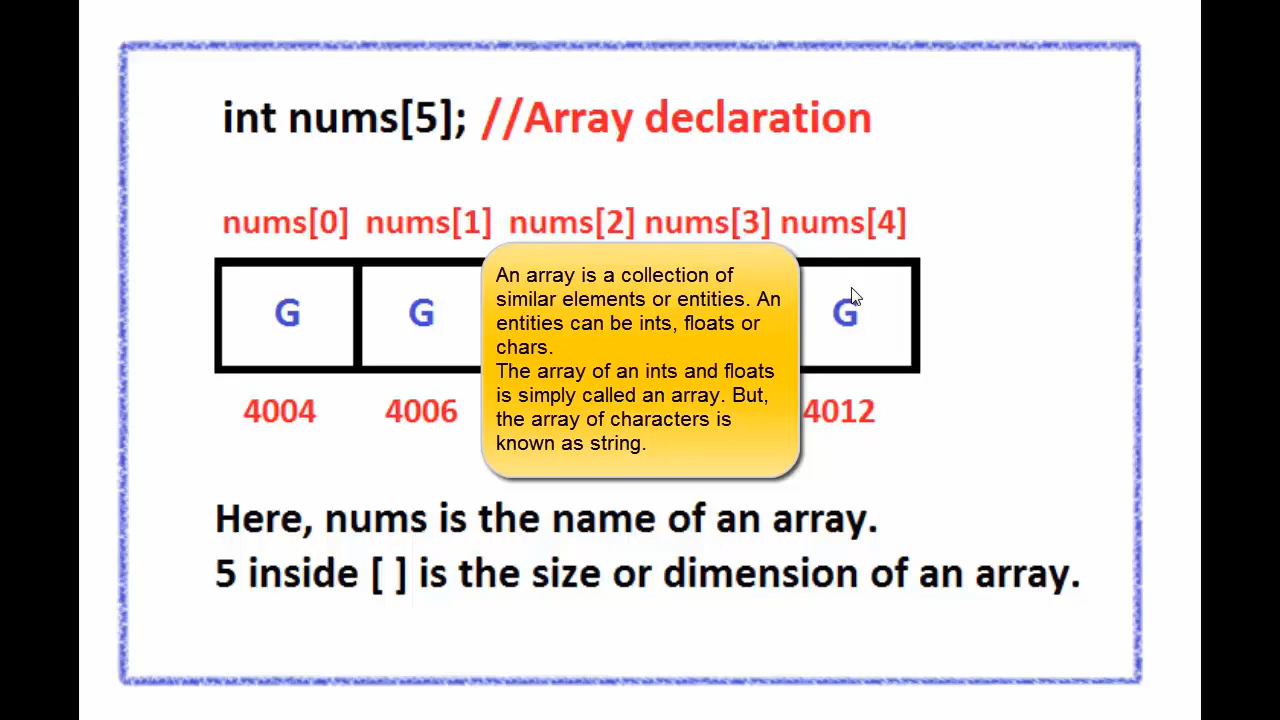 int nums[5]; //Array declaration
nums[0] nums[1] nums[2] nums[3] nums[4]
G G G
An array is a collection of
similar elements or entities. An
entities can be ints, floats or
chars.
The array of an ints and floats
is simply called an array. But,
the array of characters is
known as string.
4004 4006 4012
Here, nums is the name of an array.
5 inside [ ] is the size or dimension of an array.